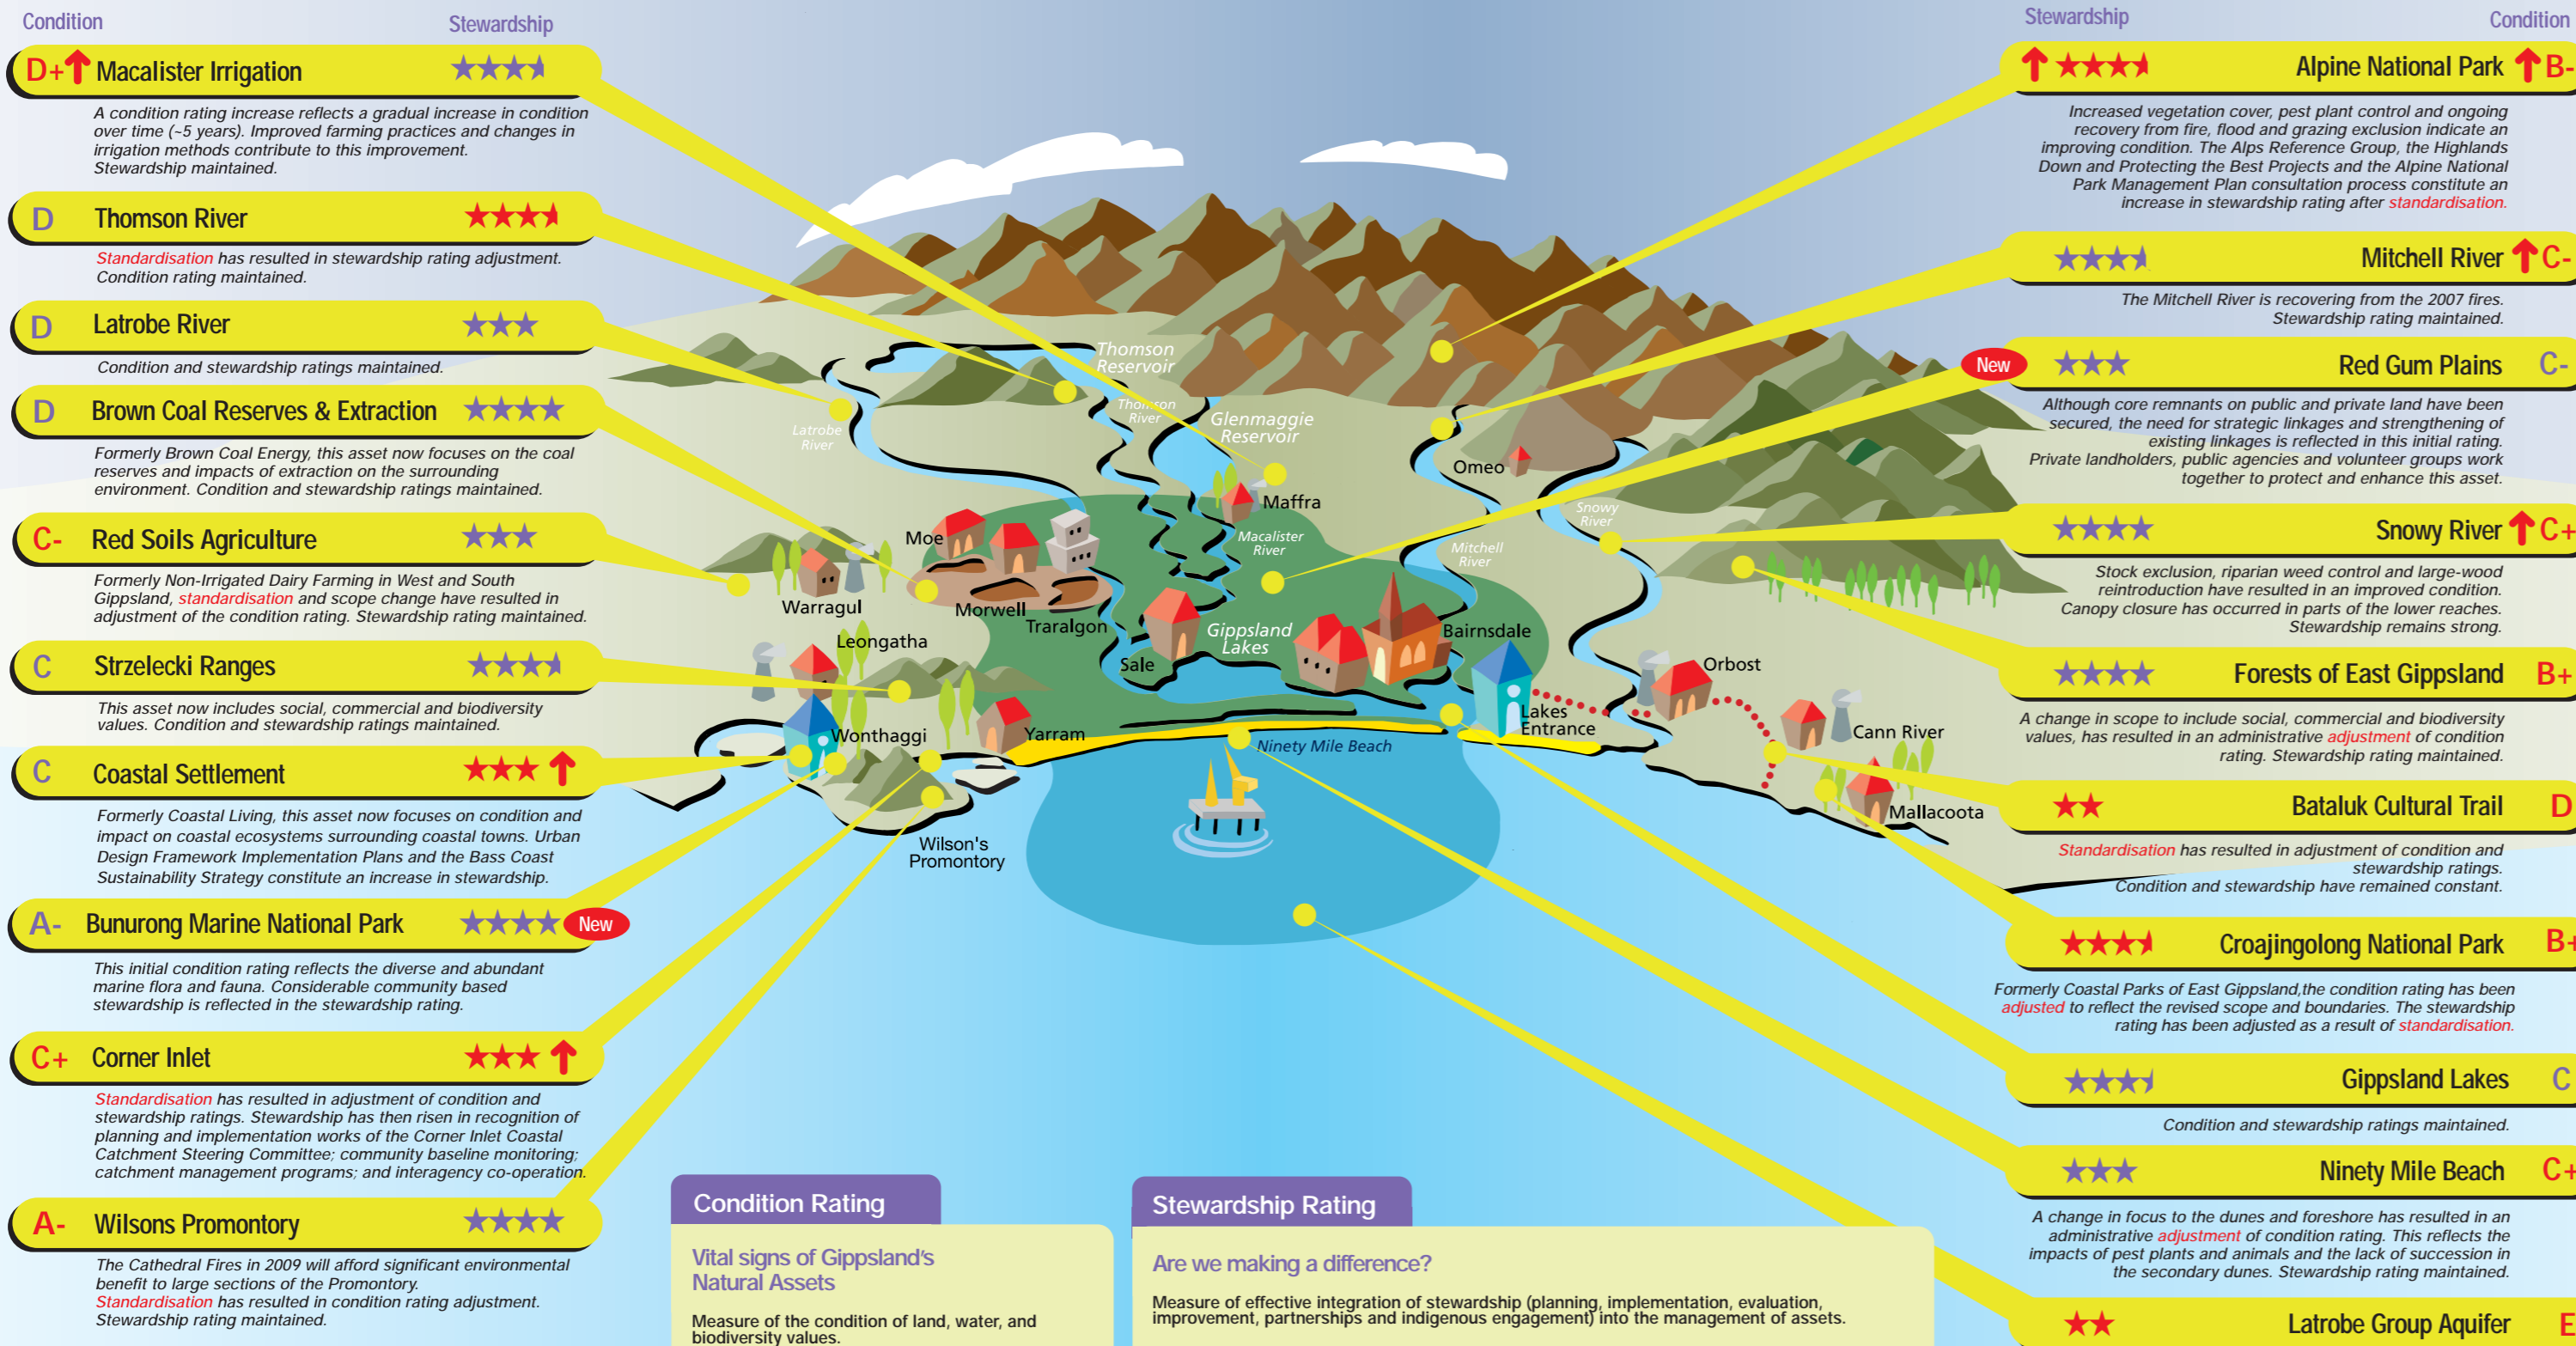 Condition
Stewardship
D+ Macalister Irrigation
A condition rating increase reflects a gradual increase in condition
over time (~5 years). Improved farming practices and changes in
irrigation methods contribute to this improvement.
Stewardship maintained.
D Thomson River
Standardisation has resulted in stewardship rating adjustment.
Condition rating maintained.
D Latrobe River
Condition and stewardship ratings maintained.
D Brown Coal Reserves & Extraction
Formerly Brown Coal Energy, this asset now focuses on the coal
reserves and impacts of extraction on the surrounding
environment. Condition and stewardship ratings maintained.
C- Red Soils Agriculture
Formerly Non-Irrigated Dairy Farming in West and South
Gippsland, standardisation and scope change have resulted in
adjustment of the condition rating. Stewardship rating maintained.
C Strzelecki Ranges
This asset now includes social, commercial and biodiversity
values. Condition and stewardship ratings maintained.
C Coastal Settlement
Formerly Coastal Living, this asset now focuses on condition and
impact on coastal ecosystems surrounding coastal towns. Urban
Design Framework Implementation Plans and the Bass Coast
Sustainability Strategy constitute an increase in stewardship.
A- Bunurong Marine National Park New
This initial condition rating reflects the diverse and abundant
marine flora and fauna. Considerable community based
stewardship is reflected in the stewardship rating.
C+ Corner Inlet
Standardisation has resulted in adjustment of condition and
stewardship ratings. Stewardship has then risen in recognition of
planning and implementation works of the Corner Inlet Coastal
Catchment Steering Committee; community baseline monitoring;
catchment management programs; and interagency co-operation.
A- Wilsons Promontory
The Cathedral Fires in 2009 will afford significant environmental
benefit to large sections of the Promontory.
Standardisation has resulted in condition rating adjustment.
Stewardship rating maintained.
Thomson
Reservoir
Thomson
River
Latrobe
River
Glenmaggie
Reservoir
Omeo
Maffra
Snowy
River
Moe
Macalister
River
Mitchell
River
Warragul
Morwell
Traralgon
Leongatha
Gippsland
Lakes
Bairnsdale
Sale
Orbost
Lakes
Entrance
Wonthaggi
Yarram
Ninety Mile Beach
Cann River
Mallacoota
Wilson's
Promontory
Condition Rating
Vital signs of Gippsland's
Natural Assets
Measure of the condition of land, water, and
biodiversity values.
Stewardship Rating
Are we making a difference?
Measure of effective integration of stewardship (planning, implementation, evaluation,
improvement, partnerships and indigenous engagement) into the management of assets.
Stewardship
Condition
Alpine National Park B-
Increased vegetation cover, pest plant control and ongoing
recovery from fire, flood and grazing exclusion indicate an
improving condition. The Alps Reference Group, the Highlands
Down and Protecting the Best Projects and the Alpine National
Park Management Plan consultation process constitute an
increase in stewardship rating after standardisation.
Mitchell River C-
The Mitchell River is recovering from the 2007 fires.
Stewardship rating maintained.
New Red Gum Plains C-
Although core remnants on public and private land have been
secured, the need for strategic linkages and strengthening of
existing linkages is reflected in this initial rating.
Private landholders, public agencies and volunteer groups work
together to protect and enhance this asset.
Snowy River C+
Stock exclusion, riparian weed control and large-wood
reintroduction have resulted in an improved condition.
Canopy closure has occurred in parts of the lower reaches.
Stewardship remains strong.
Forests of East Gippsland B+
A change in scope to include social, commercial and biodiversity
values, has resulted in an administrative adjustment of condition
rating. Stewardship rating maintained.
Bataluk Cultural Trail D
Standardisation has resulted in adjustment of condition and
stewardship ratings.
Condition and stewardship have remained constant.
Croajingolong National Park B+
Formerly Coastal Parks of East Gippsland,the condition rating has been
adjusted to reflect the revised scope and boundaries. The stewardship
rating has been adjusted as a result of standardisation.
Gippsland Lakes C
Condition and stewardship ratings maintained.
Ninety Mile Beach C+
A change in focus to the dunes and foreshore has resulted in an
administrative adjustment of condition rating. This reflects the
impacts of pest plants and animals and the lack of succession in
the secondary dunes. Stewardship rating maintained.
Latrobe Group Aquifer E